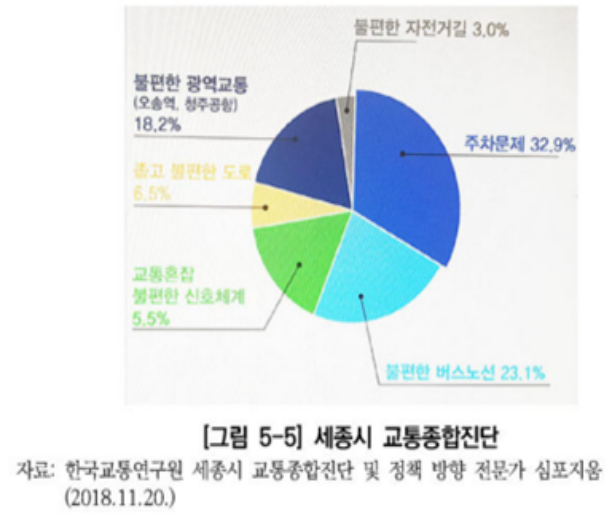 불편한 자전거길 3.0%
불편한 광역교통
(오송역, 청주공항)
18.2%
주차문제 32.9%
좁고 불편한 도로
6.5%
교통혼잡
불편한 신호체계
5.5%
불편한 버스노선 23.1%
[그림 5-5] 세종시 교통종합진단
자료: 한국교통연구원 세종시 교통종합진단 및 정책 방향 전문가 심포지움
(2018.11.20.)